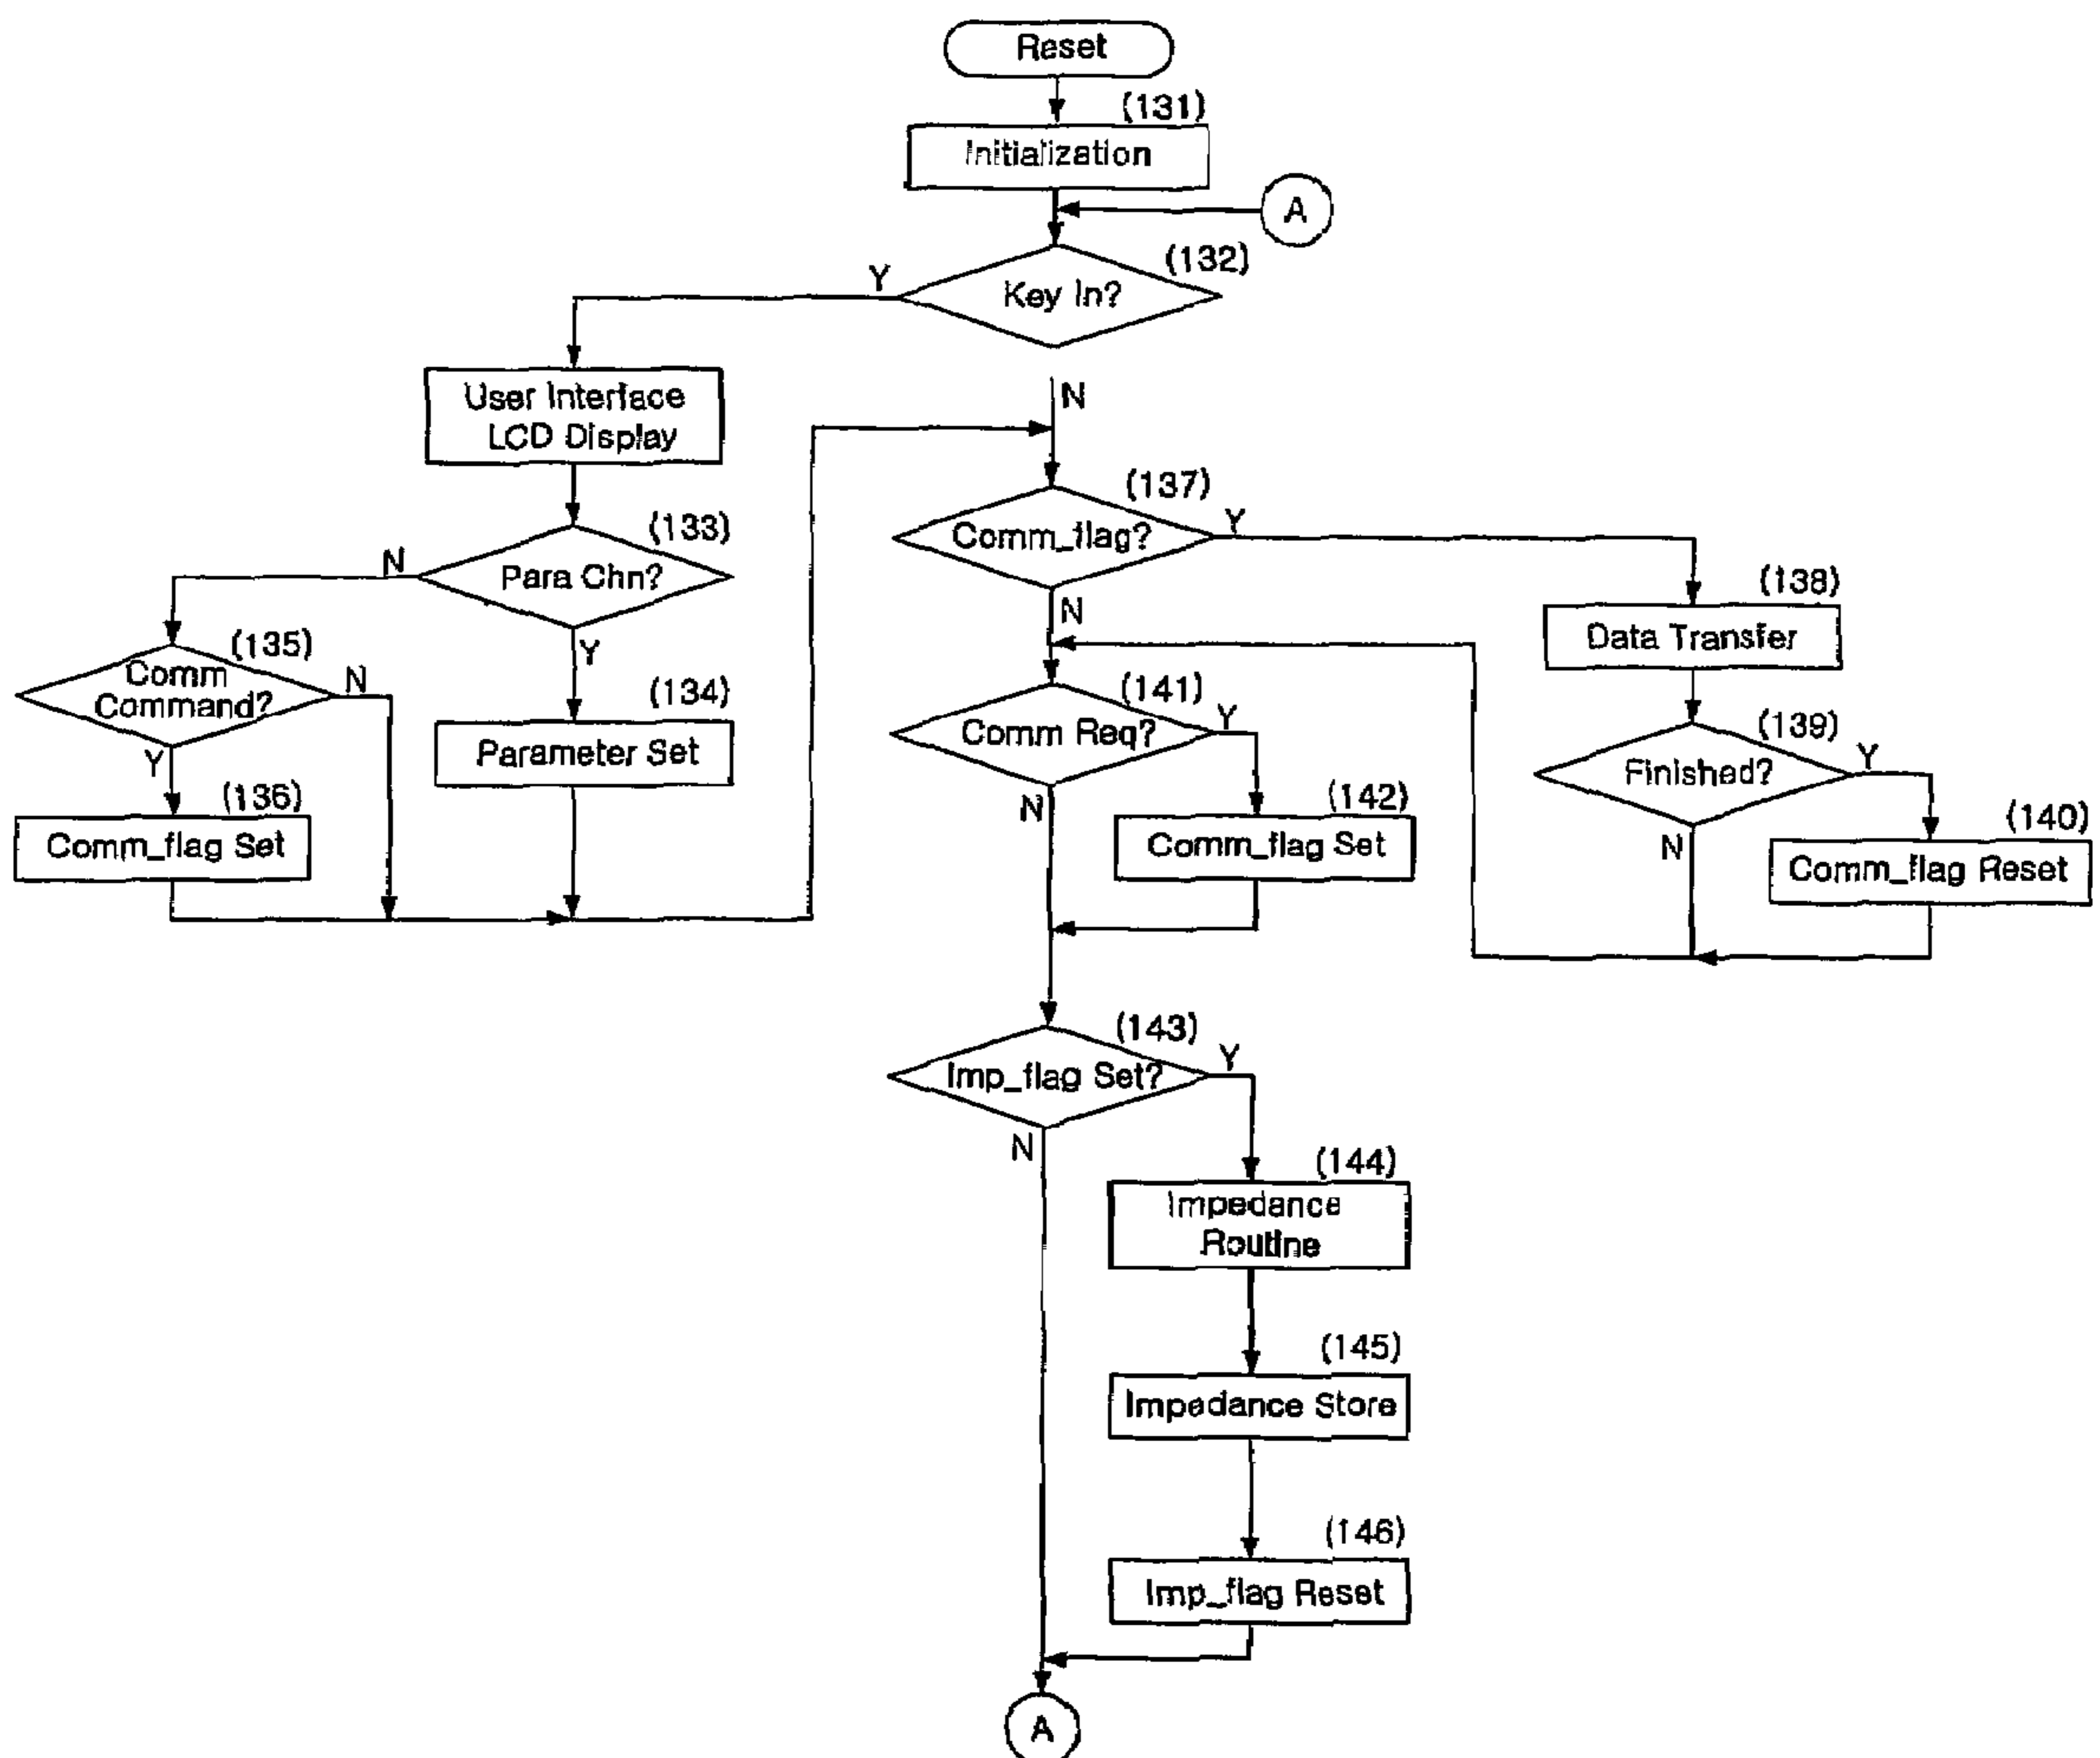 Reset
(131)
Initialization
A
(132)
Key In?
Y
N
User Interface
LCD Display
(133)
Para Chn?
N
Y
(134)
Parameter Set
(135)
Comm
Command?
N
Y
(136)
Comm_flag Set
(137)
Comm_flag?
Y
N
(138)
Data Transfer
(139)
Finished?
Y
N
(140)
Comm_flag Reset
(141)
Comm Req?
Y
N
(142)
Comm_flag Set
(143)
Imp_flag Set?
Y
N
(144)
Impedance
Routine
(145)
Impedance Store
(146)
Imp_flag Reset
A